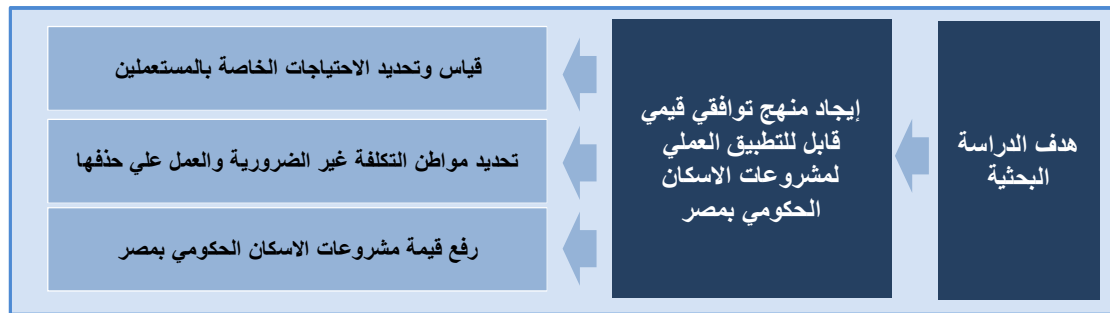 هدف الدراسة
البحثية
إيجاد منهج توافقي قيمي
قابل للتطبيق العملي
لمشروعات الاسكان
الحكومي بمصر
قياس وتحديد الاحتياجات الخاصة بالمستعملين
تحديد مواطن التكلفة غير الضرورية والعمل علي حذفها
رفع قيمة مشروعات الاسكان الحكومي بمصر